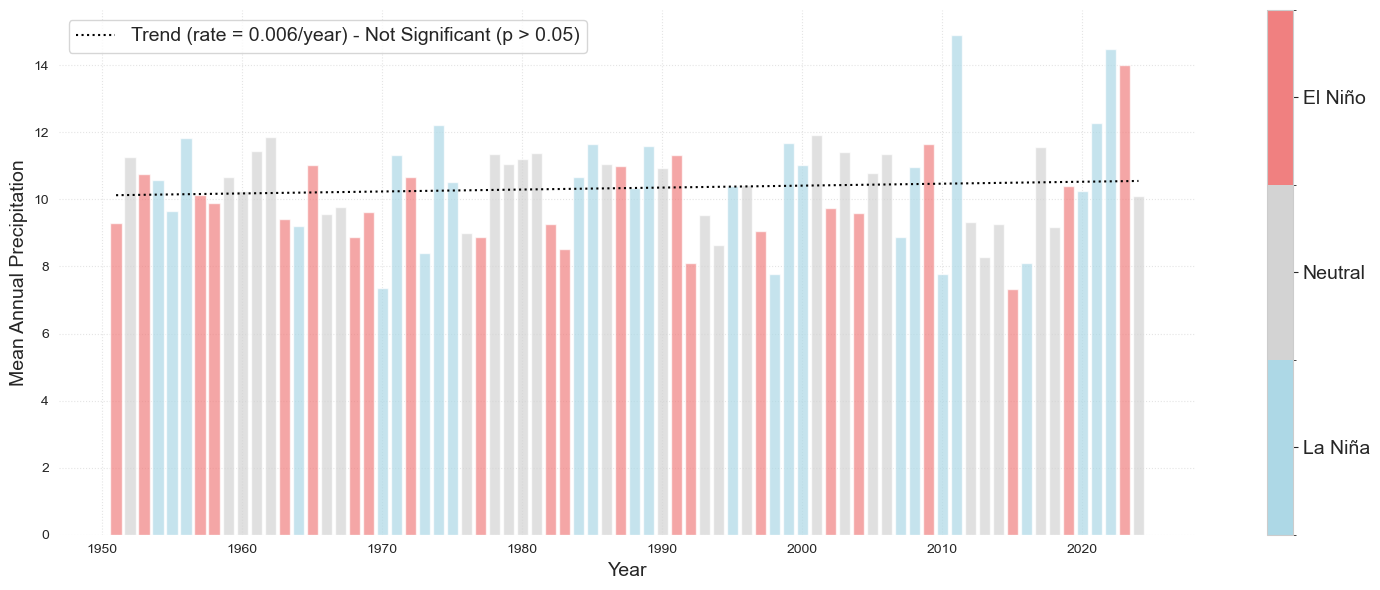 Trend (rate = 0.006/year) - Not Significant (p > 0.05)
Mean Annual Precipitation
14
12
10
8
6
4
2
0
1950 1960 1970 1980 1990 2000 2010 2020
Year
El Niño
Neutral
La Niña